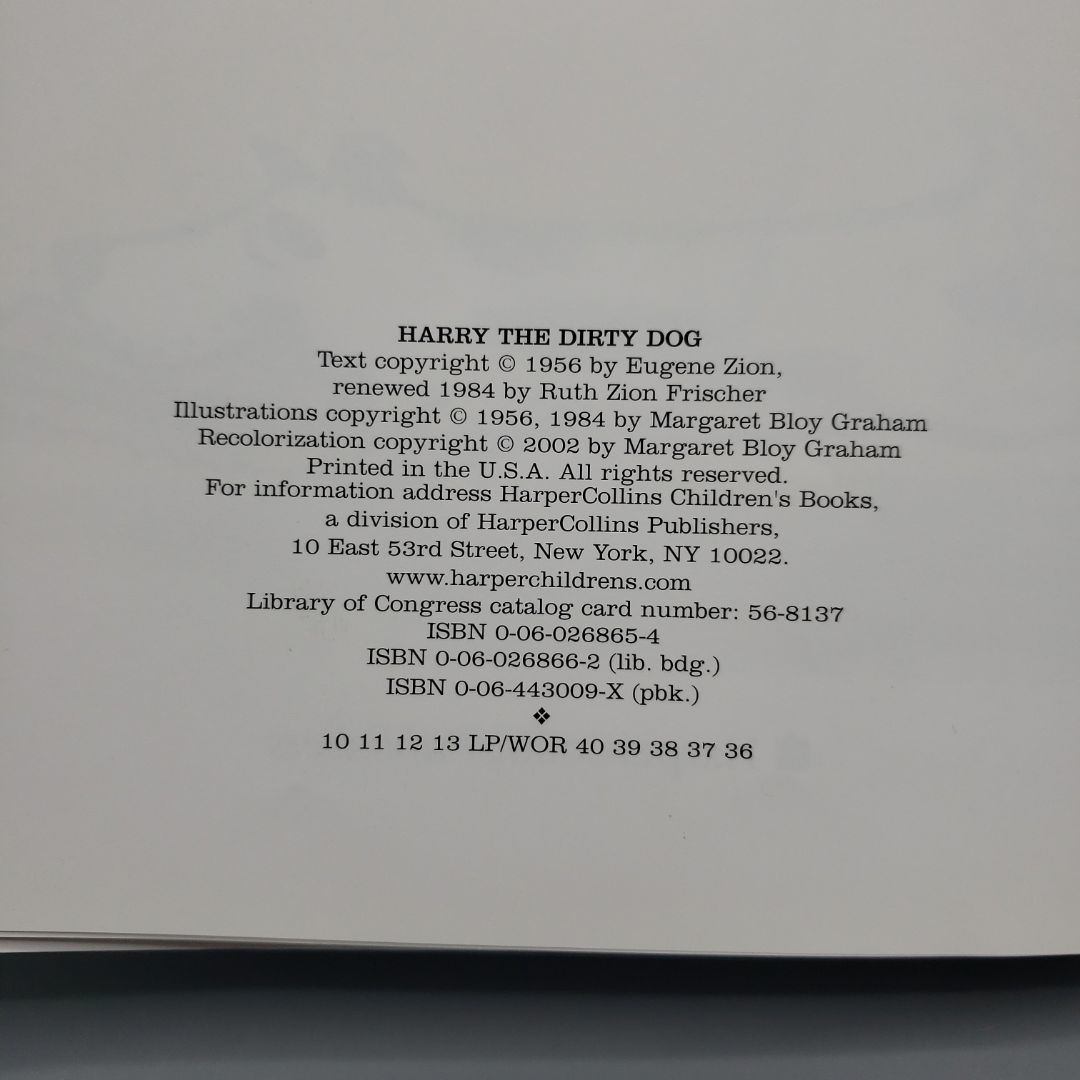 HARRY THE DIRTY DOG
Text copyright © 1956 by Eugene Zion,
renewed 1984 by Ruth Zion Frischer
Illustrations copyright © 1956, 1984 by Margaret Bloy Graham
Recolorization copyright © 2002 by Margaret Bloy Graham
Printed in the U.S.A. All rights reserved.
For information address HarperCollins Children's Books,
a division of HarperCollins Publishers,
10 East 53rd Street, New York, NY 10022.
www.harperchildrens.com
Library of Congress catalog card number: 56-8137
ISBN 0-06-026865-4
ISBN 0-06-026866-2 (lib. bdg.)
ISBN 0-06-443009-X (pbk.)
❖
10 11 12 13 LP/WOR 40 39 38 37 36